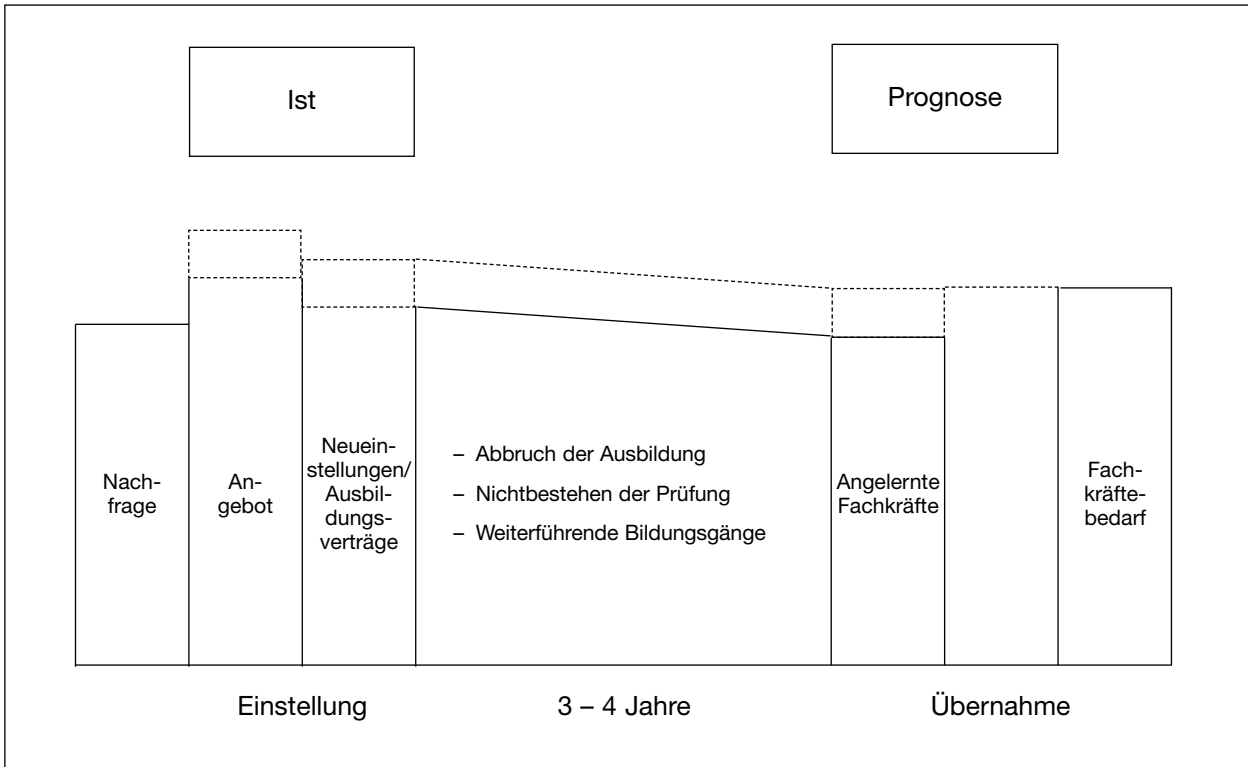 Ist
Prognose
Nach-
frage
An-
gebot
Neuein-
stellungen/
Ausbil-
dungs-
verträge
– Abbruch der Ausbildung
– Nichtbestehen der Prüfung
– Weiterführende Bildungsgänge
Angelernte
Fachkräfte
Fach-
kräfte-
bedarf
Einstellung
3 – 4 Jahre
Übernahme